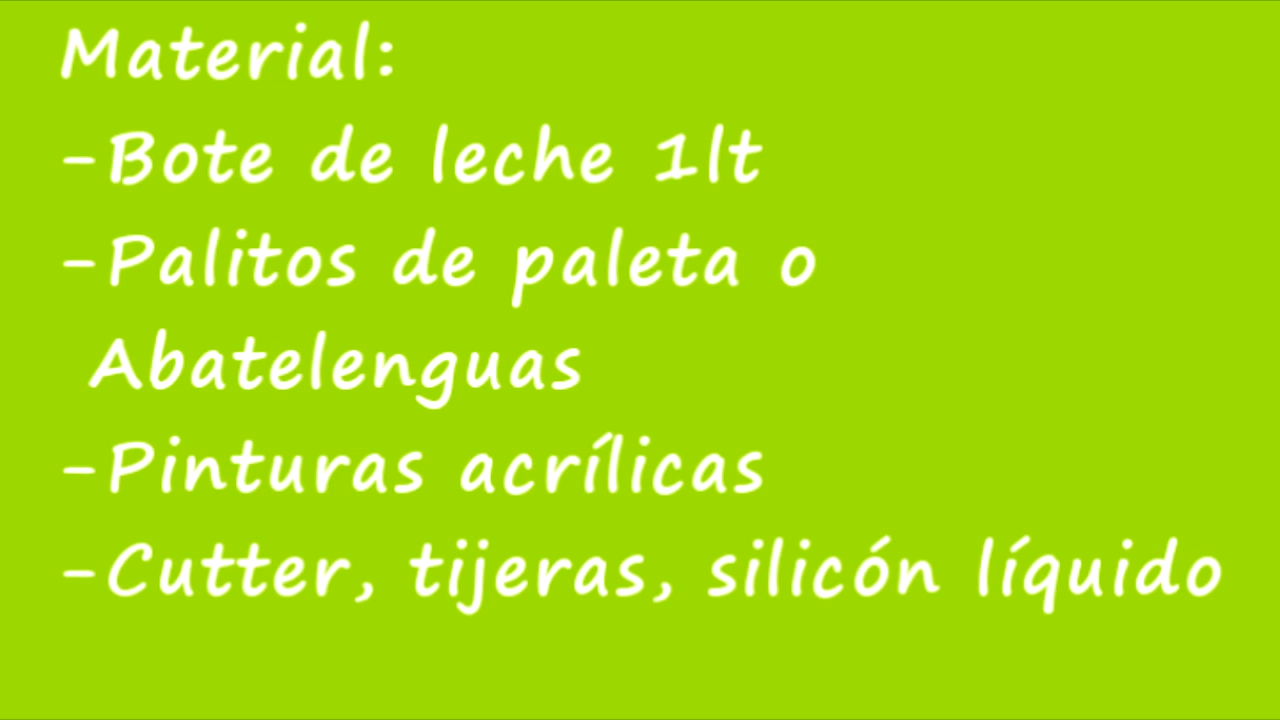 Material:
-Bote de leche 1lt
-Palitos de paleta o
Abatelenguas
-Pinturas acrílicas
-Cutter, tijeras, silicón líquido